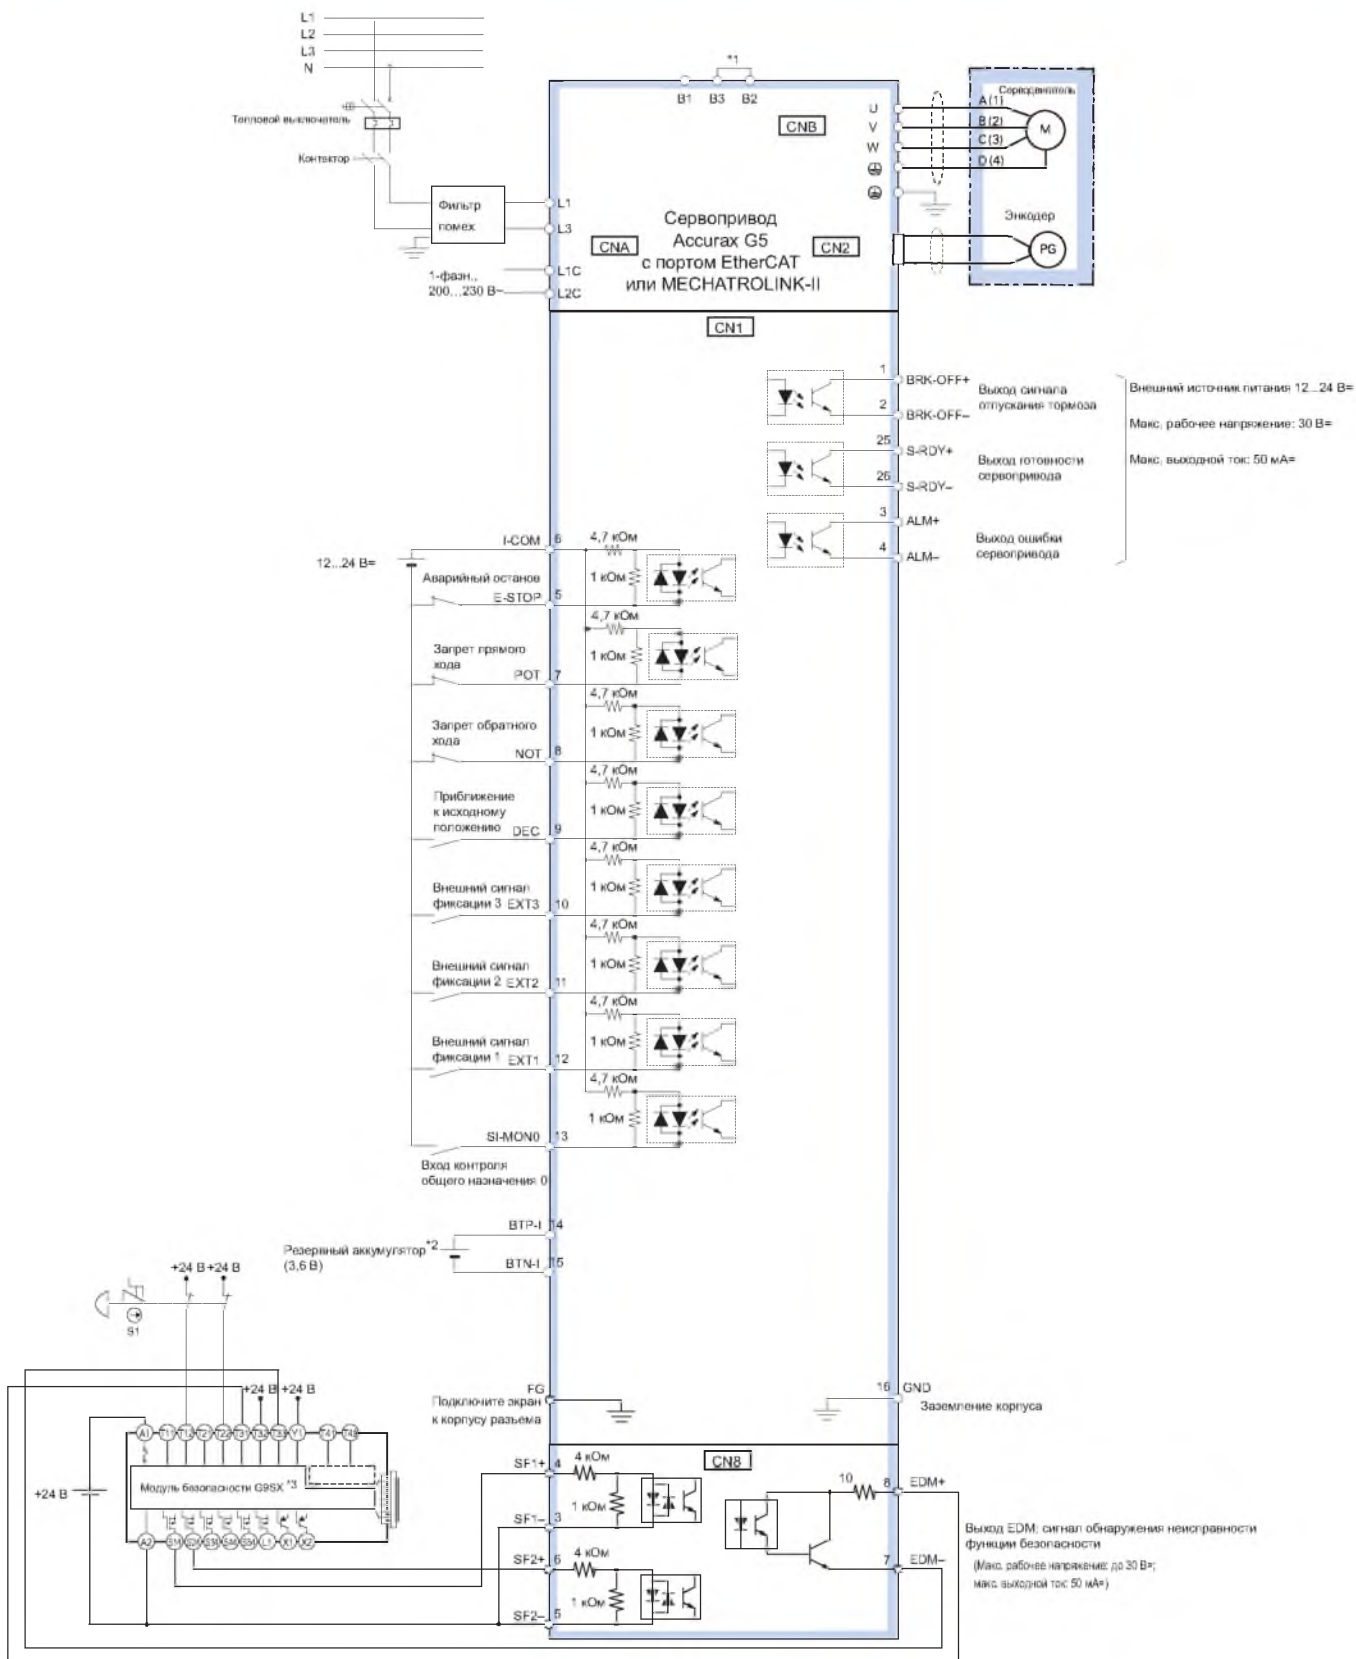 L1
L2
L3
N
Тепловой выключатель
Контактор
Фильтр
помех
1-фазн.,
200...230 В~
*1
B1 B3 B2
CNB
U
V
W
L1
L3
L1C
L2C
CNA
Сервопривод
Accurax G5
с портом EtherCAT
или MECHATROLINK-II
CN2
Серводвигатель
A (1)
B (2)
C (3)
D (4)
M
Энкодер
PG
CN1
1
BRK-OFF+
2
BRK-OFF–
Выход сигнала
отпускания тормоза
25
S-RDY+
26
S-RDY–
Выход готовности
сервопривода
3
ALM+
4
ALM–
Выход ошибки
сервопривода
Внешний источник питания 12...24 В=
Макс. рабочее напряжение: 30 В=
Макс. выходной ток: 50 мА=
12...24 В=
I-COM 6
4,7 кОм
1 кОм
Аварийный останов
E-STOP 5
4,7 кОм
1 кОм
Запрет прямого
хода
POT 7
4,7 кОм
1 кОм
Запрет обратного
хода
NOT 8
4,7 кОм
1 кОм
Приближение
к исходному
положению DEC 9
4,7 кОм
1 кОм
Внешний сигнал
фиксации 3 EXT3 10
4,7 кОм
1 кОм
Внешний сигнал
фиксации 2 EXT2 11
4,7 кОм
1 кОм
Внешний сигнал
фиксации 1 EXT1 12
4,7 кОм
1 кОм
SI-MON0 13
Вход контроля
общего назначения 0
BTP-I 14
Резервный аккумулятор *2
(3,6 В)
BTN-I 15
+24 В +24 В
S1
+24 В +24 В
A1 T11 T12 T21 T22 T31 T32 T33 Y1 T41 T42
+24 В
Модуль безопасности G9SX *3
A2 S14 S24 S34 S44 S54 L1 X1 X2
FG
Подключите экран
к корпусу разъема
16 GND
Заземление корпуса
CN8
SF1+ 4
4 кОм
1 кОм
SF1– 3
SF2+ 6
4 кОм
1 кОм
SF2– 5
10
8 EDM+
7 EDM–
Выход EDM: сигнал обнаружения неисправности
функции безопасности
(Макс. рабочее напряжение: до 30 В=;
макс. выходной ток: 50 мА=)